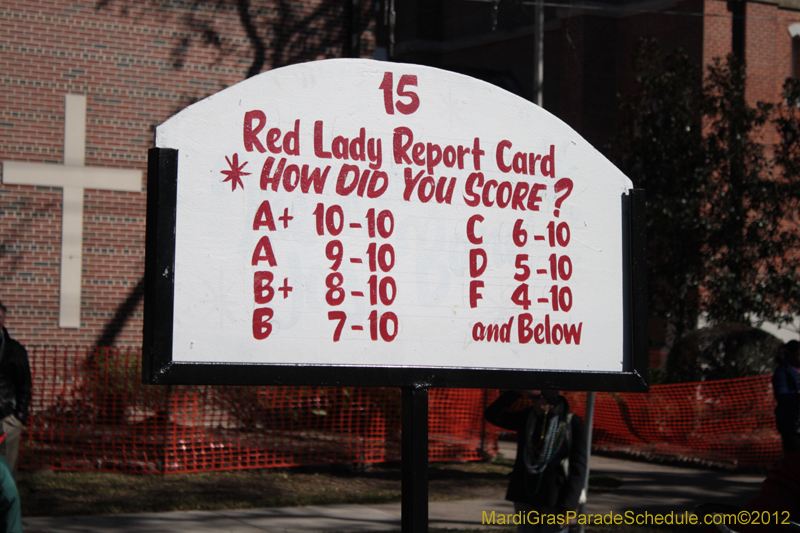 15
Red Lady Report Card
* HOW DID YOU SCORE?
A+ 10-10
A 9-10
B+ 8-10
B 7-10
C 6-10
D 5-10
F 4-10
and Below
MardiGrasParadeSchedule.com©2012